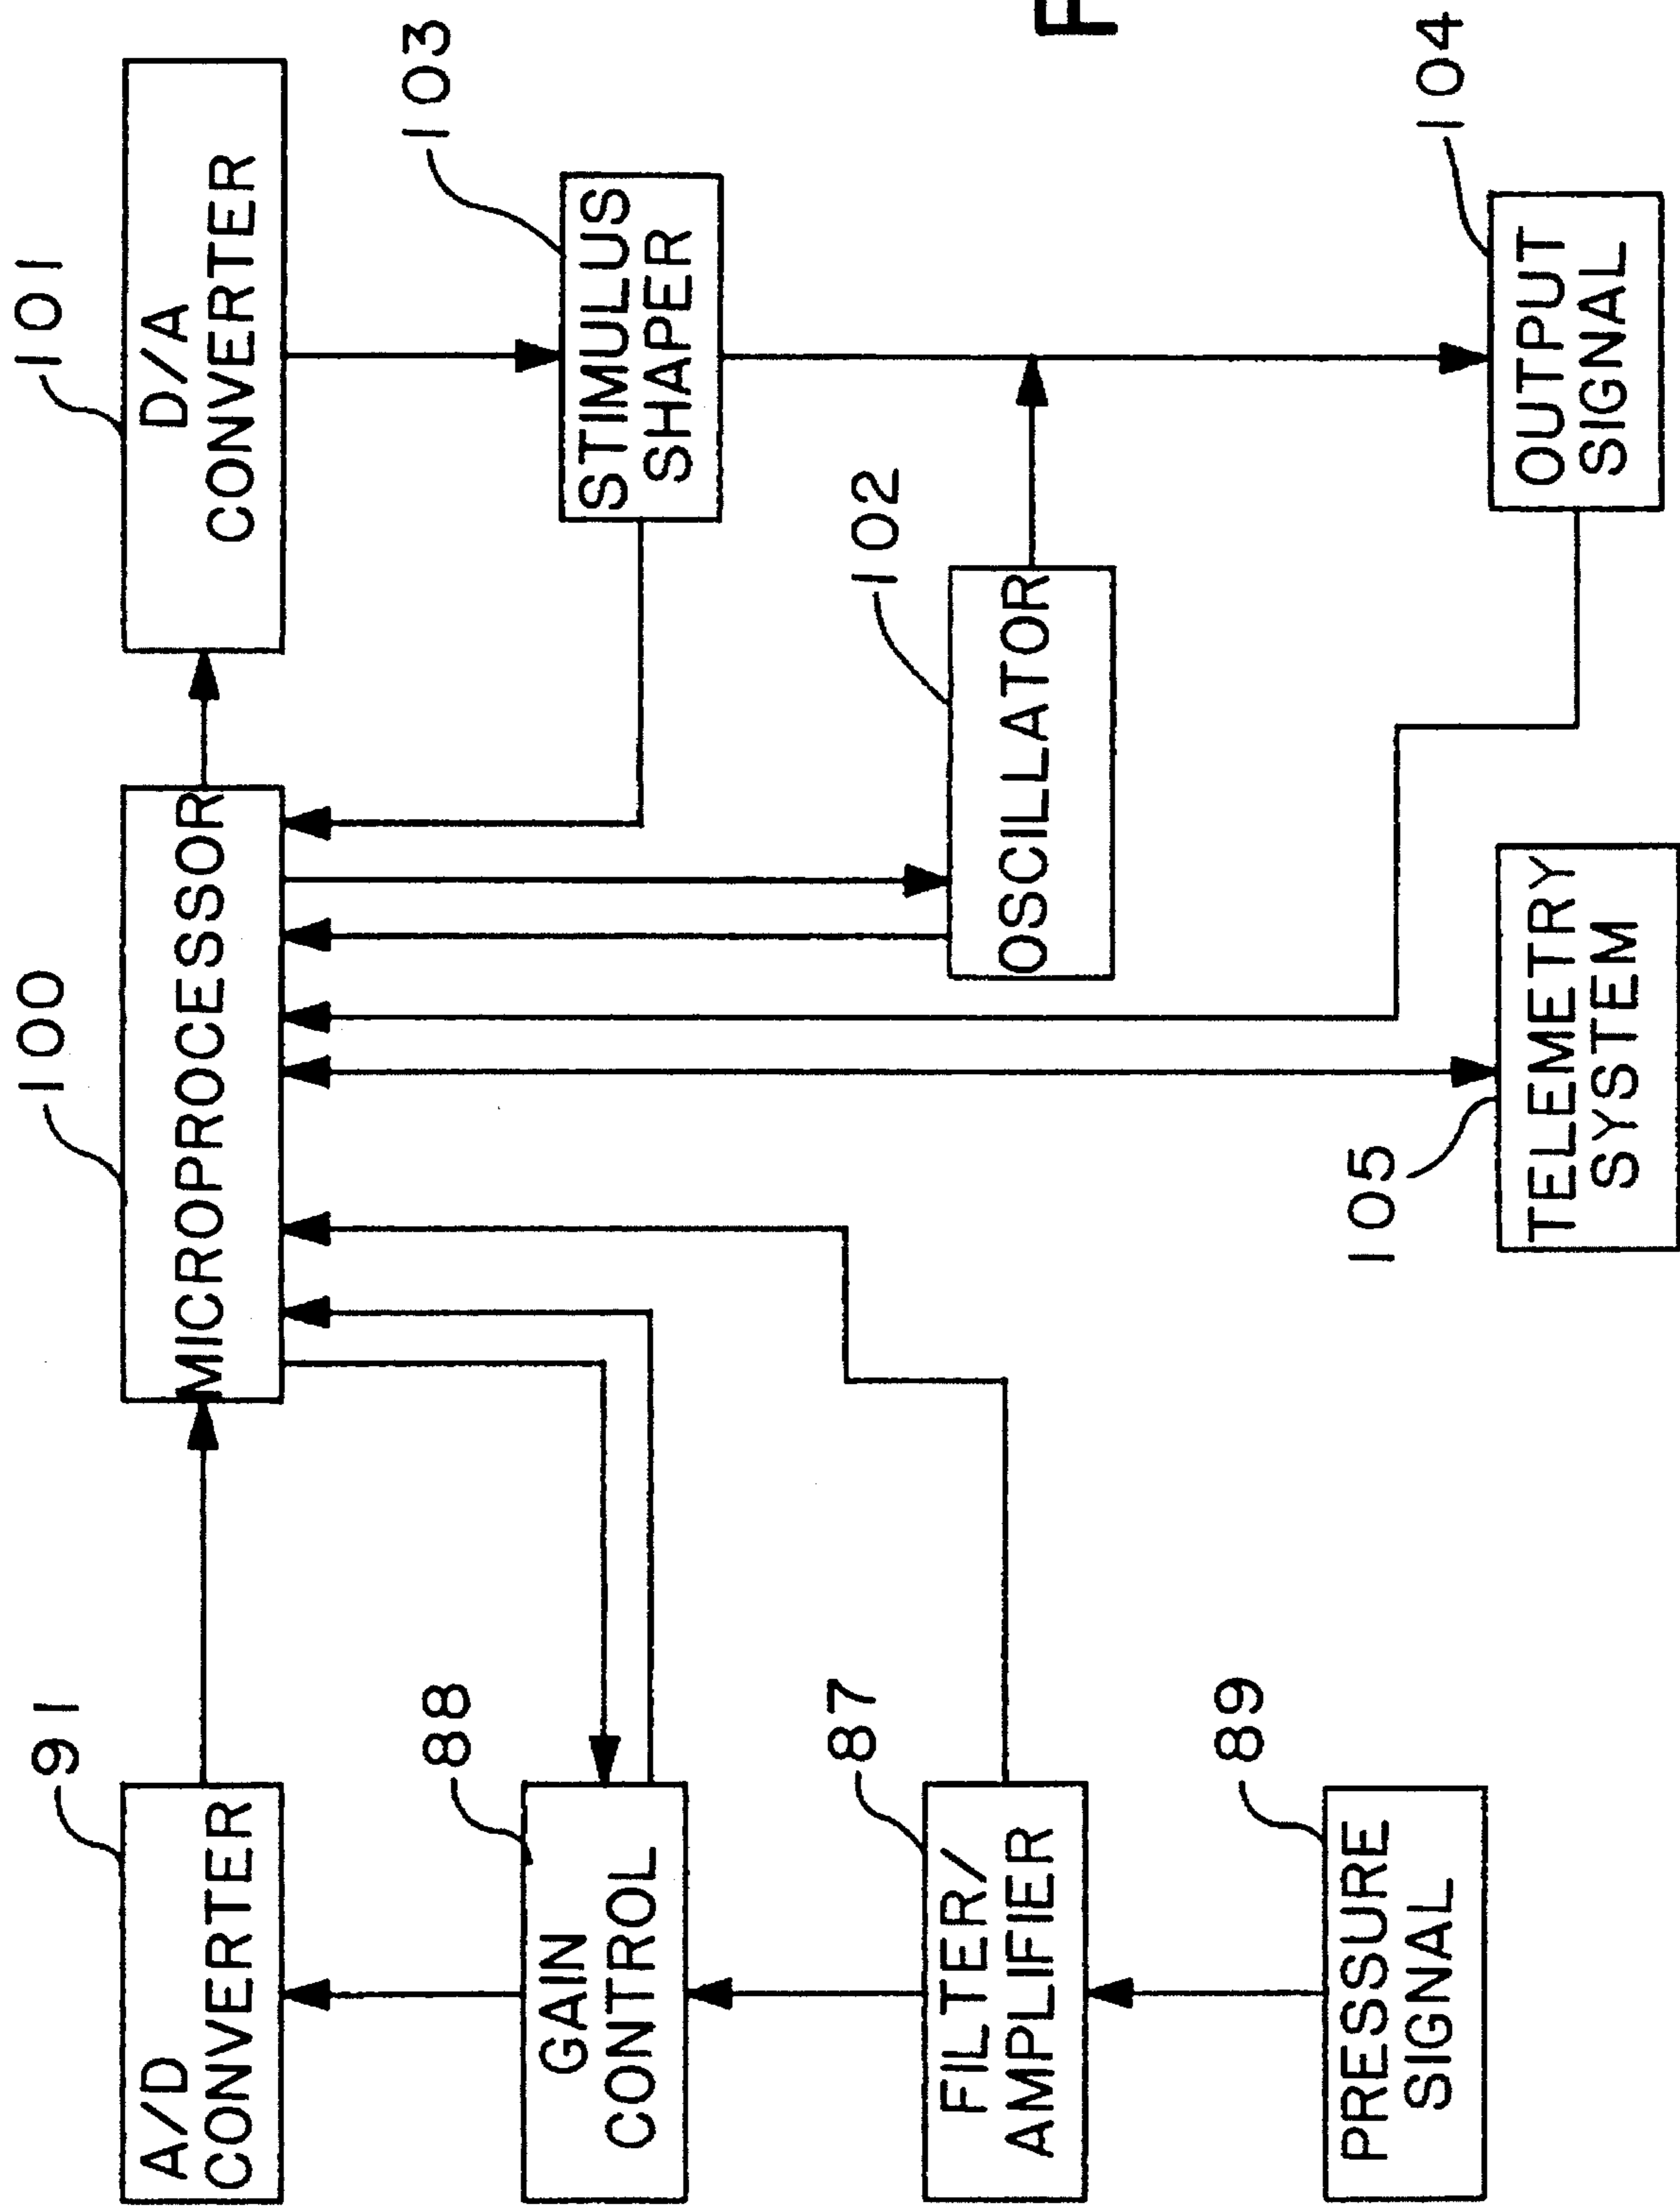 91
A/D
CONVERTER
100
MICROPROCESSOR
101
D/A
CONVERTER
88
GAIN
CONTROL
103
STIMULUS
SHAPER
87
FILTER/
AMPLIFIER
102
OSCILLATOR
89
PRESSURE
SIGNAL
105
TELEMETRY
SYSTEM
104
OUTPUT
SIGNAL